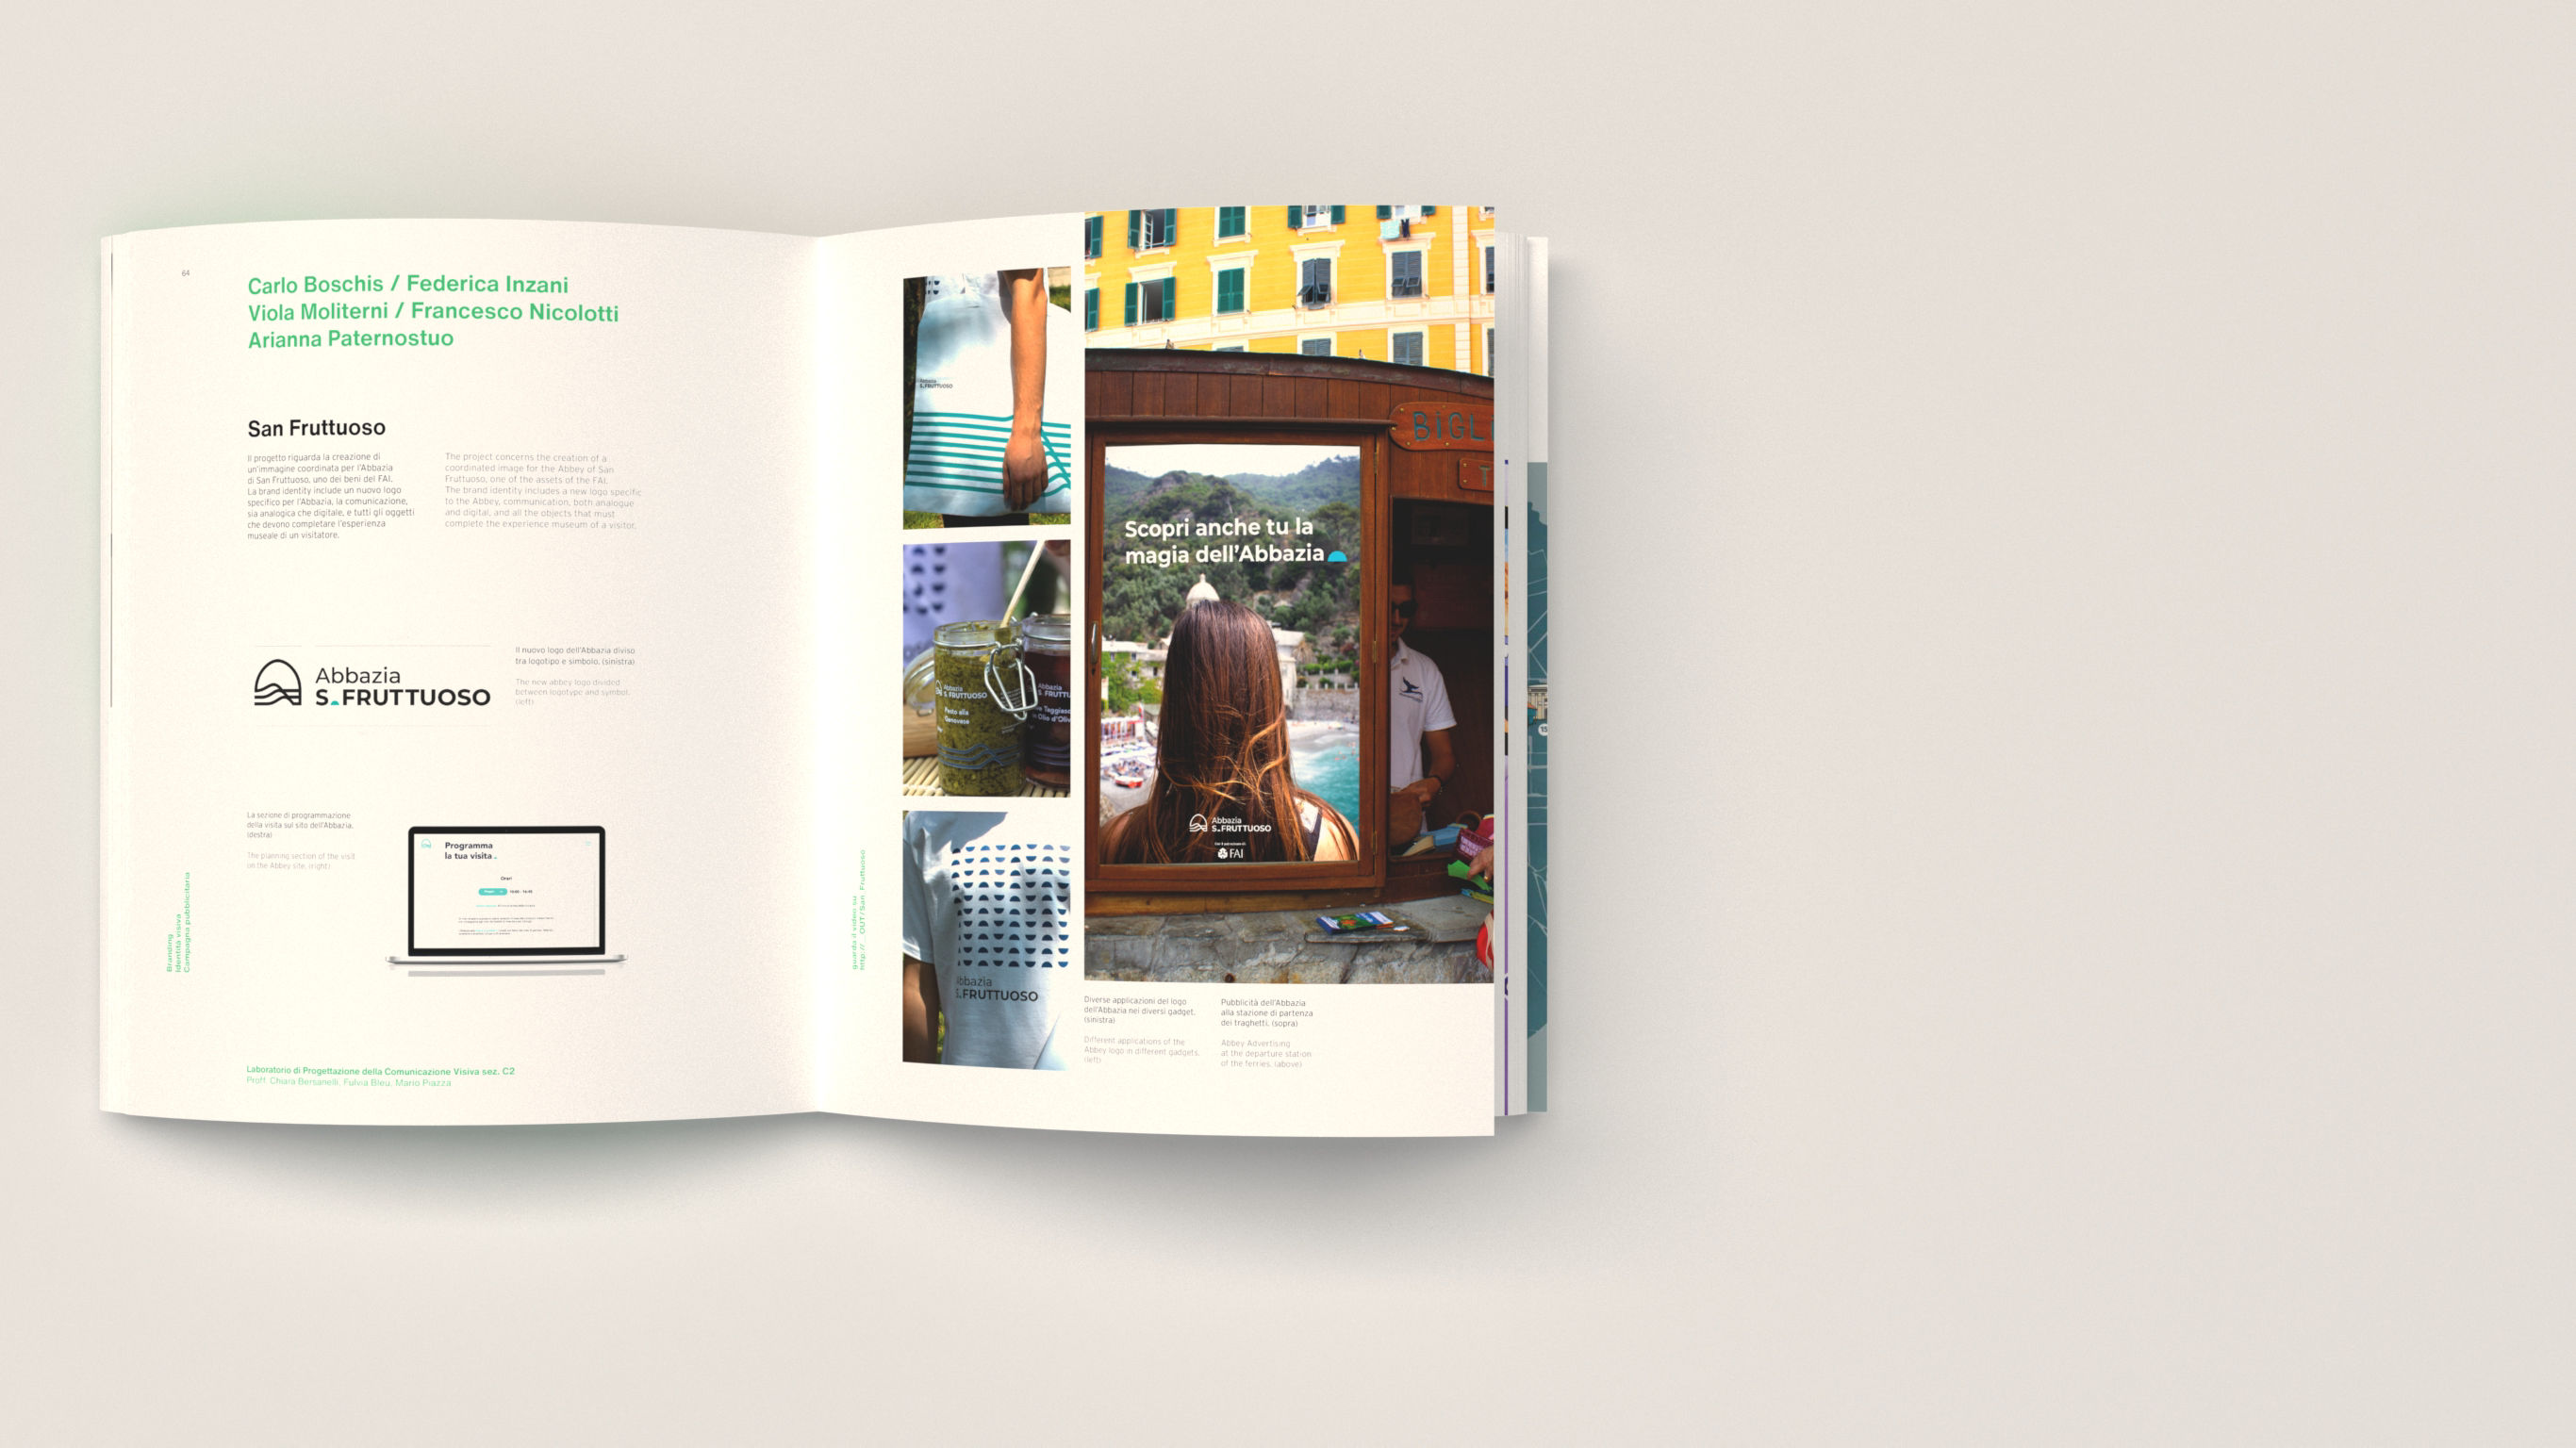 64
Carlo Boschis / Federica Inzani
Viola Moliterni / Francesco Nicolotti
Arianna Paternostuo
San Fruttuoso
Il progetto riguarda la creazione di
un'immagine coordinata per l'Abbazia
di San Fruttuoso, uno dei beni del FAI.
La brand identity include un nuovo logo
specifico per l'Abbazia, la comunicazione,
sia analogica che digitale, e tutti gli oggetti
che devono completare l'esperienza
museale di un visitatore.
The project concerns the creation of a
coordinated image for the Abbey of San
Fruttuoso, one of the assets of the FAI.
The brand identity includes a new logo specific
to the Abbey, communication, both analogue
and digital, and all the objects that must
complete the experience museum of a visitor.
Abbazia
S.FRUTTUOSO
Il nuovo logo dell'Abbazia diviso
tra logotipo e simbolo. (sinistra)
The new abbey logo divided
between logotype and symbol.
(left)
La sezione di programmazione
della visita sul sito dell'Abbazia.
(destra)
The planning section of the visit
on the Abbey site. (right)
Programma
la tua visita
Orari
Branding
Identità visiva
Campagna pubblicitaria
Laboratorio di Progettazione della Comunicazione Visiva sez. C2
Proff. Chiara Bersanelli, Fulvia Bleu, Mario Piazza
guarda il video su
Abbazia
S.FRUTTUOSO
Abbazia
S.FRUTTUOSO
Pesto alla
Genovese
Abbazia
S.FRUTTU
Taggiasc
Olio d'Oliv
bbazia
S.FRUTTUOSO
BIGL
T
Scopri anche tu la
magia dell'Abbazia
Abbazia
S.FRUTTUOSO
FAI
Diverse applicazioni del logo
dell'Abbazia nei diversi gadget.
(sinistra)
Different applications of the
Abbey logo in different gadgets.
(left)
Pubblicità dell'Abbazia
alla stazione di partenza
dei traghetti. (sopra)
Abbey Advertising
at the departure station
of the ferries. (above)